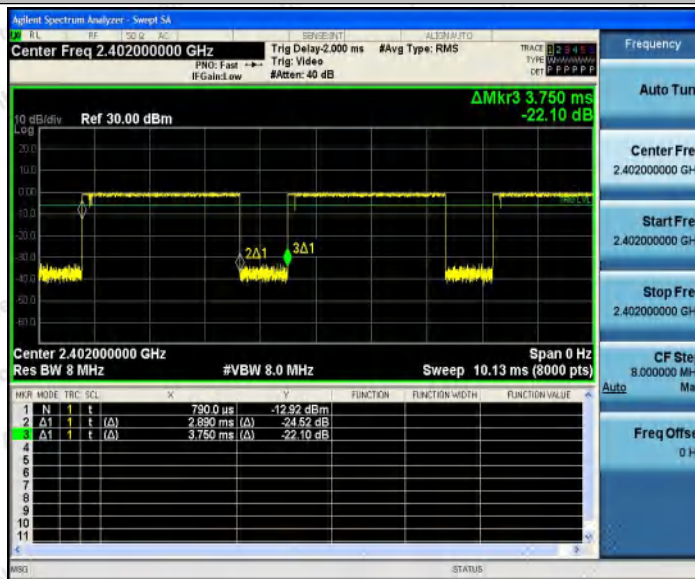 Agilent Spectrum Analyzer - Swept SA
RL RF 50 Ω AC SENSE:INT ALIGN AUTO
Center Freq 2.402000000 GHz
PNO: Fast
IFGain:Low
Trig Delay-2.000 ms
Trig: Video
#Atten: 40 dB
#Avg Type: RMS
TRACE 1 2 3 4 5 6
TYPE WWWWWW
DET P P P P P P
ΔMkr3 3.750 ms
-22.10 dB
10 dB/div Ref 30.00 dBm
Log
20.0
10.0
0.00
-10.0
-20.0
-30.0
-40.0
-50.0
-60.0
TRIG LVL
2Δ1
3Δ1
Center 2.402000000 GHz
Span 0 Hz
Res BW 8 MHz #VBW 8.0 MHz Sweep 10.13 ms (8000 pts)
MKR MODE TRC SCL X Y FUNCTION FUNCTION WIDTH FUNCTION VALUE
1 N 1 t 790.0 µs -12.92 dBm
2 Δ1 1 t (Δ) 2.890 ms (Δ) -24.52 dB
3 Δ1 1 t (Δ) 3.750 ms (Δ) -22.10 dB
4
5
6
7
8
9
10
11
MSG
STATUS
Frequency
Auto Tun
Center Fre
2.402000000 GH
Start Fre
2.402000000 GH
Stop Fre
2.402000000 GH
CF Ste
8.000000 MH
Auto Ma
Freq Offse
0 H